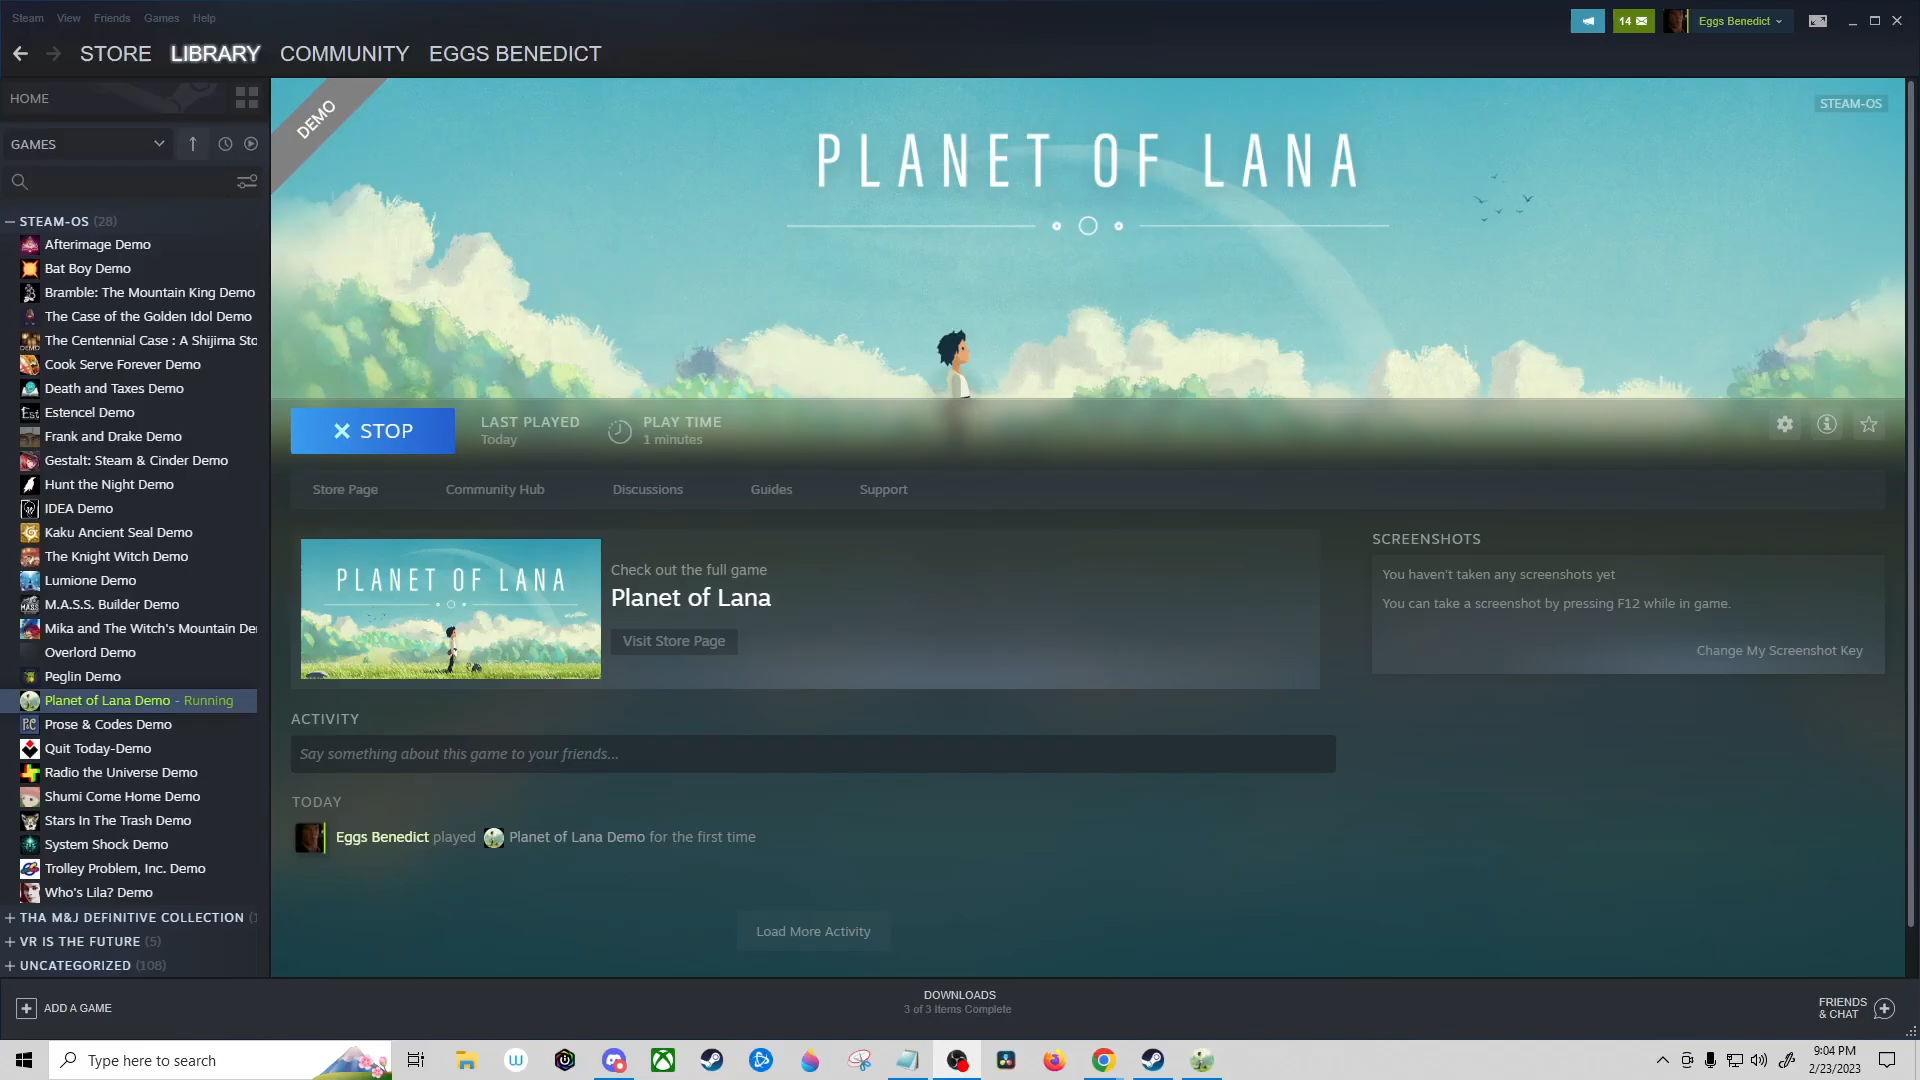 Steam View Friends Games Help
14
Eggs Benedict
STORE LIBRARY COMMUNITY EGGS BENEDICT
HOME
GAMES
STEAM-OS (28)
Afterimage Demo
Bat Boy Demo
Bramble: The Mountain King Demo
The Case of the Golden Idol Demo
The Centennial Case : A Shijima Sto
Cook Serve Forever Demo
Death and Taxes Demo
Estencel Demo
Frank and Drake Demo
Gestalt: Steam & Cinder Demo
Hunt the Night Demo
IDEA Demo
Kaku Ancient Seal Demo
The Knight Witch Demo
Lumione Demo
M.A.S.S. Builder Demo
Mika and The Witch's Mountain De
Overlord Demo
Peglin Demo
Planet of Lana Demo - Running
Prose & Codes Demo
Quit Today-Demo
Radio the Universe Demo
Shumi Come Home Demo
Stars In The Trash Demo
System Shock Demo
Trolley Problem, Inc. Demo
Who's Lila? Demo
THA M&J DEFINITIVE COLLECTION (1
VR IS THE FUTURE (5)
UNCATEGORIZED (108)
DEMO
STEAM-OS
PLANET OF LANA
STOP
LAST PLAYED
Today
PLAY TIME
1 minutes
Store Page Community Hub Discussions Guides Support
PLANET OF LANA
Check out the full game
Planet of Lana
Visit Store Page
SCREENSHOTS
You haven't taken any screenshots yet
You can take a screenshot by pressing F12 while in game.
Change My Screenshot Key
ACTIVITY
Say something about this game to your friends...
TODAY
Eggs Benedict played Planet of Lana Demo for the first time
Load More Activity
ADD A GAME
DOWNLOADS
3 of 3 Items Complete
FRIENDS
& CHAT
Type here to search
9:04 PM
2/23/2023